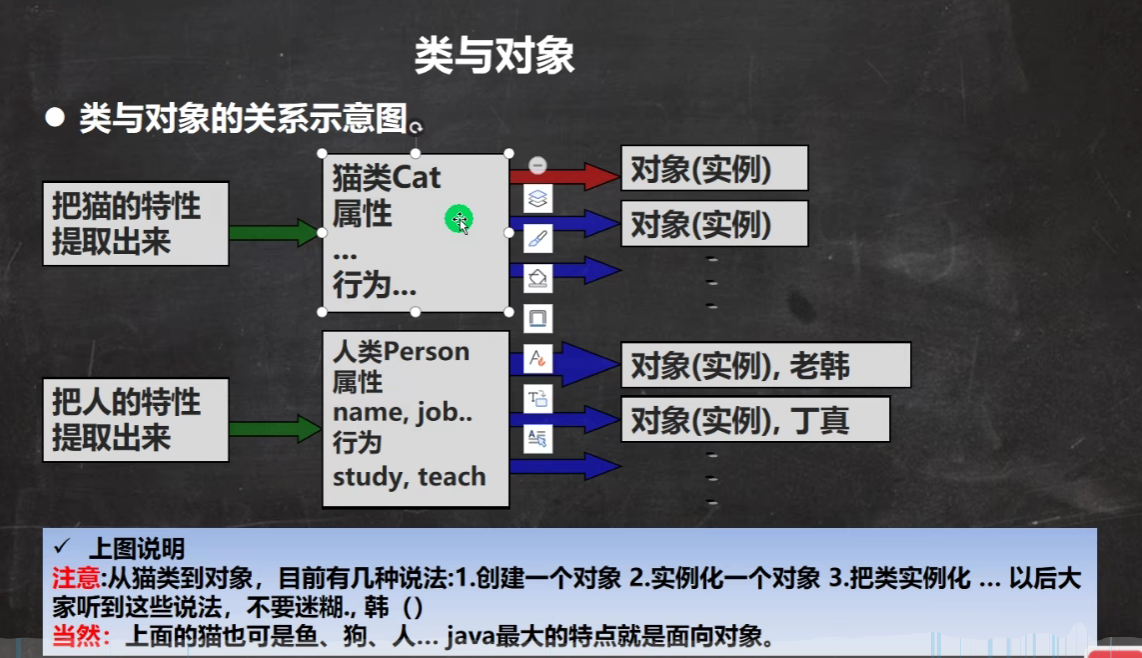 类与对象
● 类与对象的关系示意图
把猫的特性
提取出来
猫类Cat
属性
...
行为...
对象(实例)
对象(实例)
把人的特性
提取出来
人类Person
属性
name, job..
行为
study, teach
对象(实例), 老韩
对象(实例), 丁真
✓ 上图说明
注意:从猫类到对象，目前有几种说法:1.创建一个对象 2.实例化一个对象 3.把类实例化 ... 以后大
家听到这些说法，不要迷糊., 韩（）
当然：上面的猫也可是鱼、狗、人... java最大的特点就是面向对象。